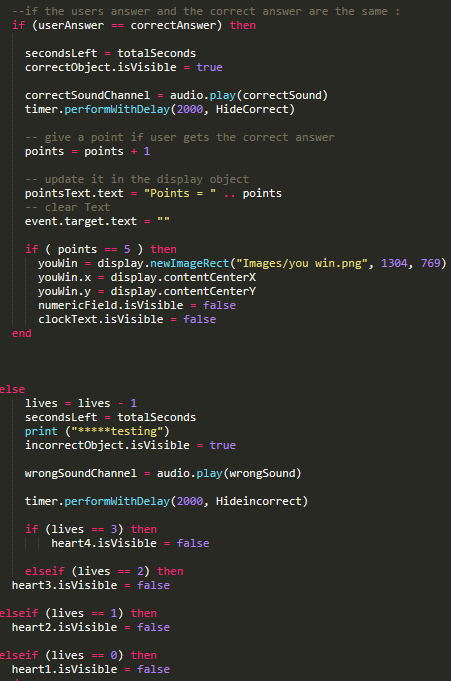 --if the users answer and the correct answer are the same :
if (userAnswer == correctAnswer) then
secondsLeft = totalSeconds
correctObject.isVisible = true
correctSoundChannel = audio.play(correctSound)
timer.performWithDelay(2000, HideCorrect)
-- give a point if user gets the correct answer
points = points + 1
-- update it in the display object
pointsText.text = "Points = " .. points
-- clear Text
event.target.text = ""
if ( points == 5 ) then
youWin = display.newImageRect("Images/you win.png", 1304, 769)
youWin.x = display.contentCenterX
youWin.y = display.contentCenterY
numericField.isVisible = false
clockText.isVisible = false
end
else
lives = lives - 1
secondsLeft = totalSeconds
print ("*****testing")
incorrectObject.isVisible = true
wrongSoundChannel = audio.play(wrongSound)
timer.performWithDelay(2000, Hideincorrect)
if (lives == 3) then
heart4.isVisible = false
elseif (lives == 2) then
heart3.isVisible = false
elseif (lives == 1) then
heart2.isVisible = false
elseif (lives == 0) then
heart1.isVisible = false